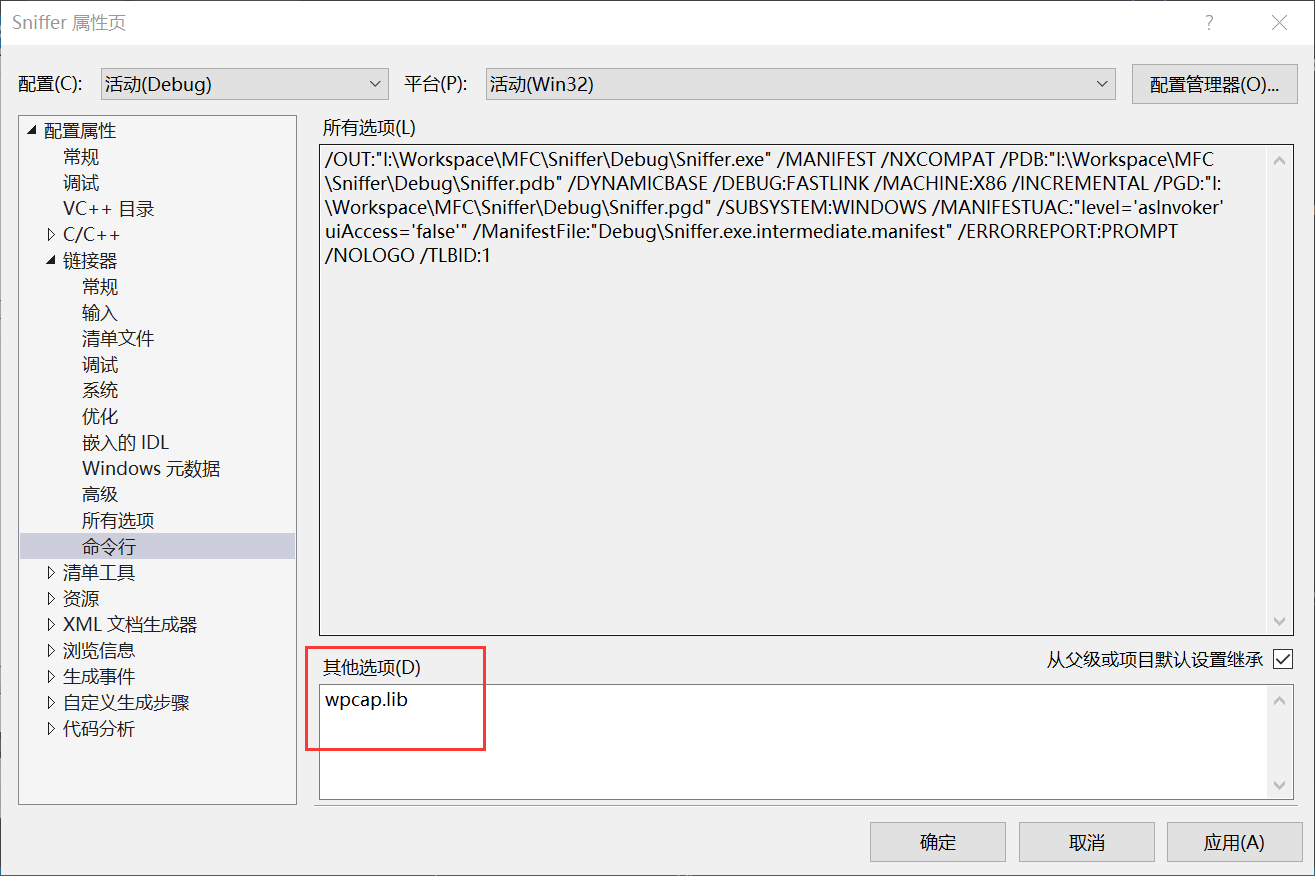 Sniffer 属性页
配置(C): 活动(Debug) 平台(P): 活动(Win32) 配置管理器(O)...
配置属性
常规
调试
VC++ 目录
C/C++
链接器
常规
输入
清单文件
调试
系统
优化
嵌入的 IDL
Windows 元数据
高级
所有选项
命令行
清单工具
资源
XML 文档生成器
浏览信息
生成事件
自定义生成步骤
代码分析
所有选项(L)
/OUT:"I:\Workspace\MFC\Sniffer\Debug\Sniffer.exe" /MANIFEST /NXCOMPAT /PDB:"I:\Workspace\MFC
\Sniffer\Debug\Sniffer.pdb" /DYNAMICBASE /DEBUG:FASTLINK /MACHINE:X86 /INCREMENTAL /PGD:"I:
\Workspace\MFC\Sniffer\Debug\Sniffer.pgd" /SUBSYSTEM:WINDOWS /MANIFESTUAC:"level='asInvoker'
uiAccess='false'" /ManifestFile:"Debug\Sniffer.exe.intermediate.manifest" /ERRORREPORT:PROMPT
/NOLOGO /TLBID:1
其他选项(D)
从父级或项目默认设置继承
wpcap.lib
确定 取消 应用(A)